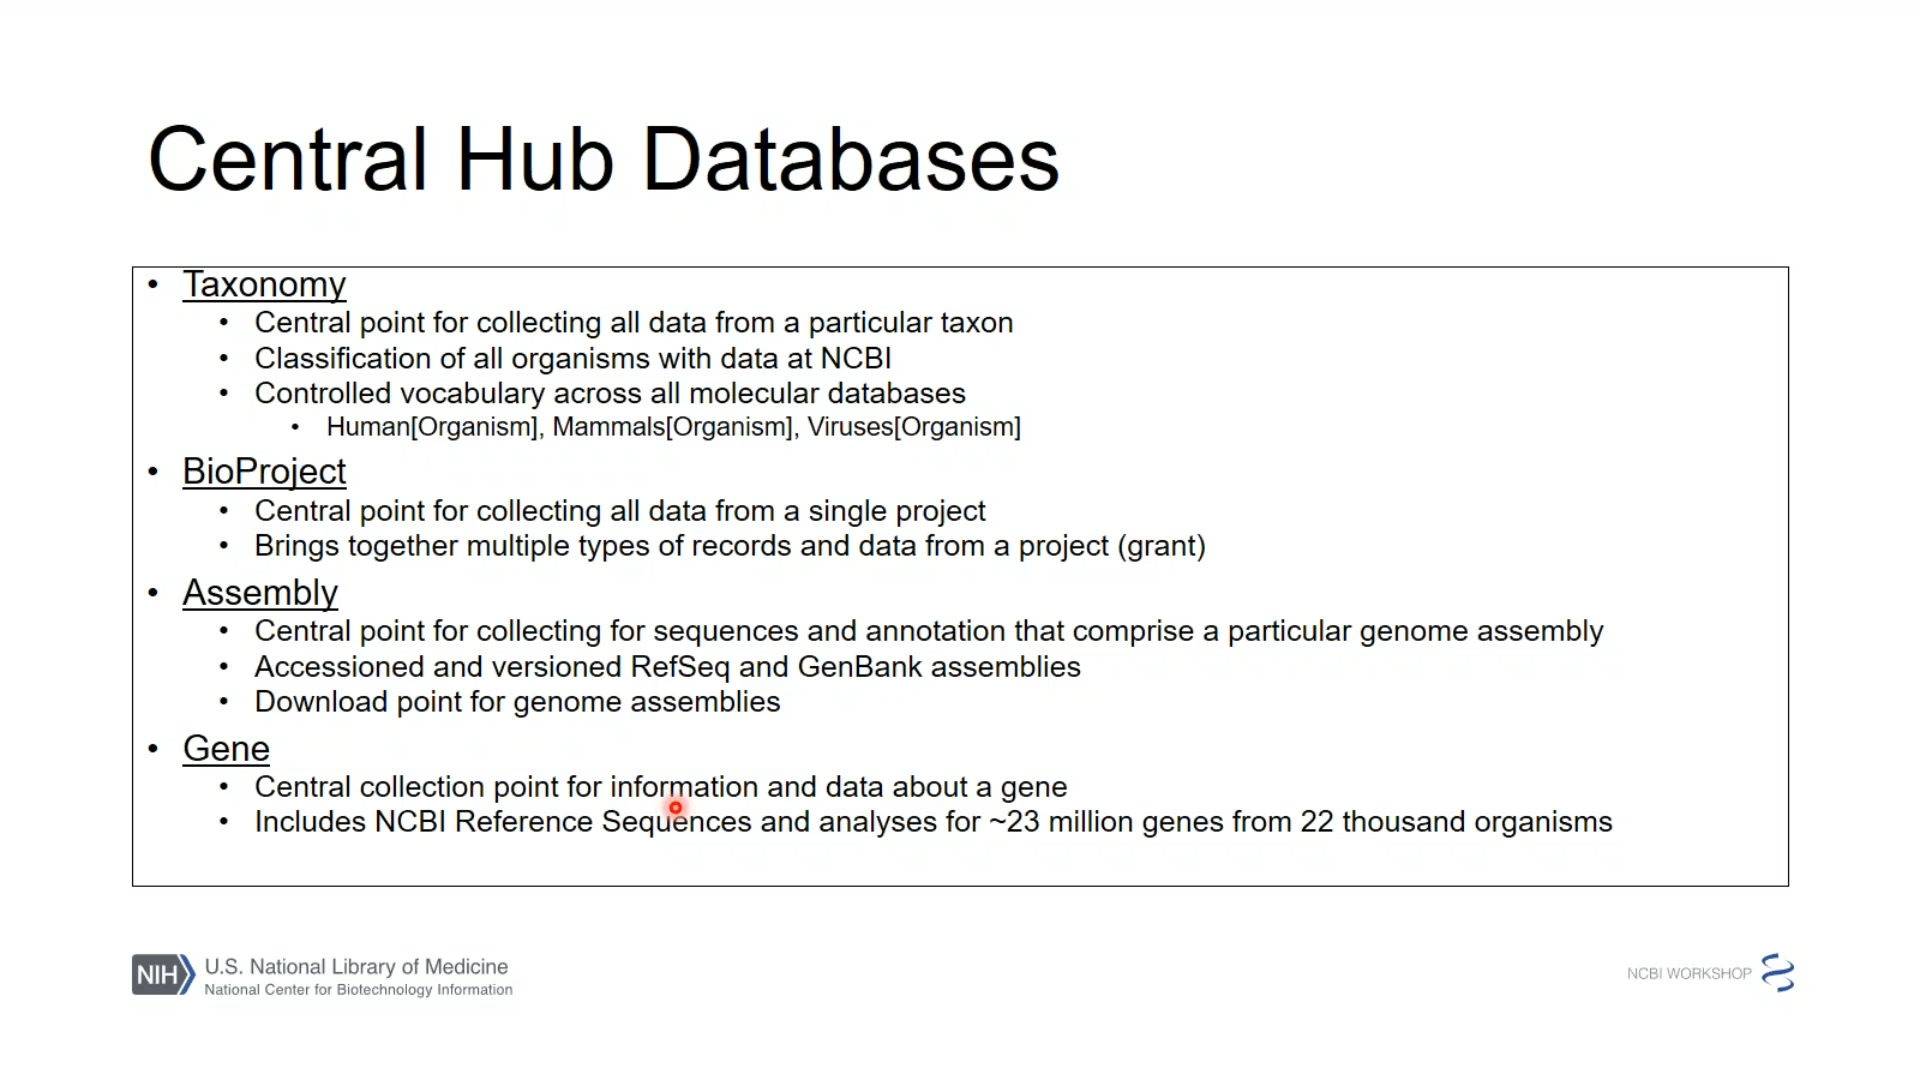 Central Hub Databases
• Taxonomy
• Central point for collecting all data from a particular taxon
• Classification of all organisms with data at NCBI
• Controlled vocabulary across all molecular databases
• Human[Organism], Mammals[Organism], Viruses[Organism]
• BioProject
• Central point for collecting all data from a single project
• Brings together multiple types of records and data from a project (grant)
• Assembly
• Central point for collecting for sequences and annotation that comprise a particular genome assembly
• Accessioned and versioned RefSeq and GenBank assemblies
• Download point for genome assemblies
• Gene
• Central collection point for information and data about a gene
• Includes NCBI Reference Sequences and analyses for ~23 million genes from 22 thousand organisms
NIH
U.S. National Library of Medicine
National Center for Biotechnology Information
NCBI WORKSHOP